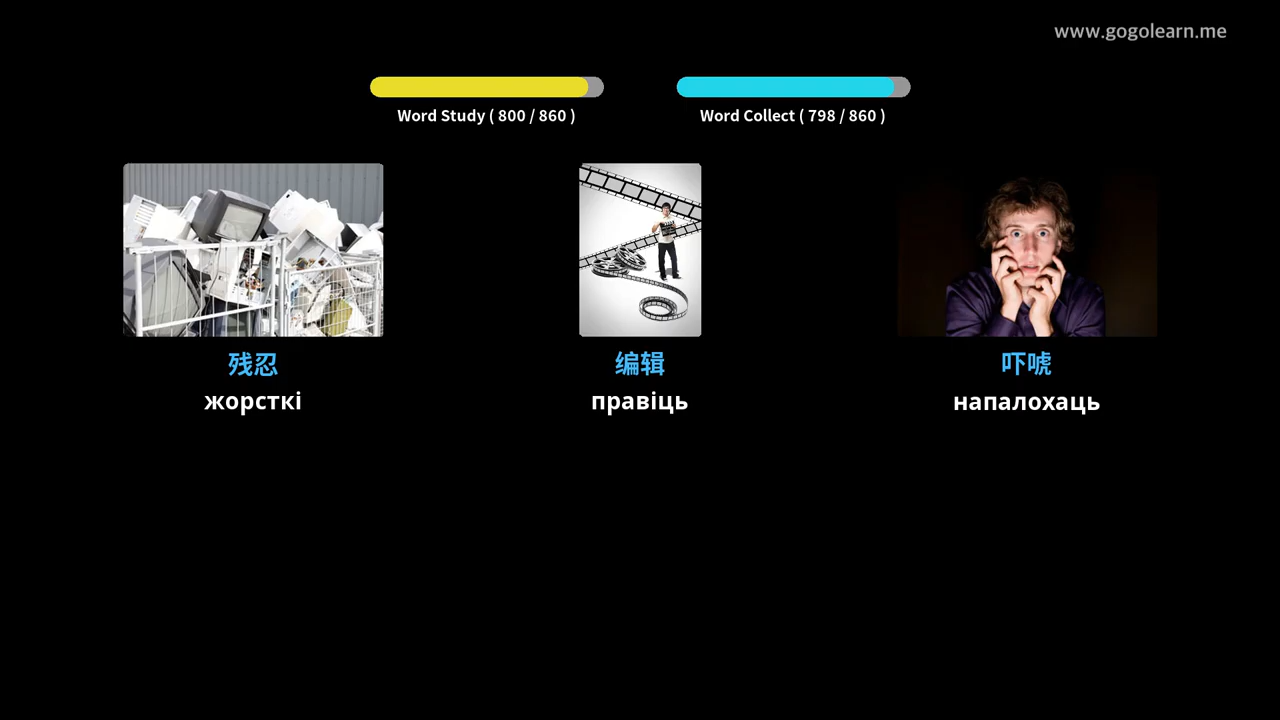 www.gogolearn.me
Word Study ( 800 / 860 )
Word Collect ( 798 / 860 )
残忍
编辑
吓唬
жорсткі
правіць
напалохаць